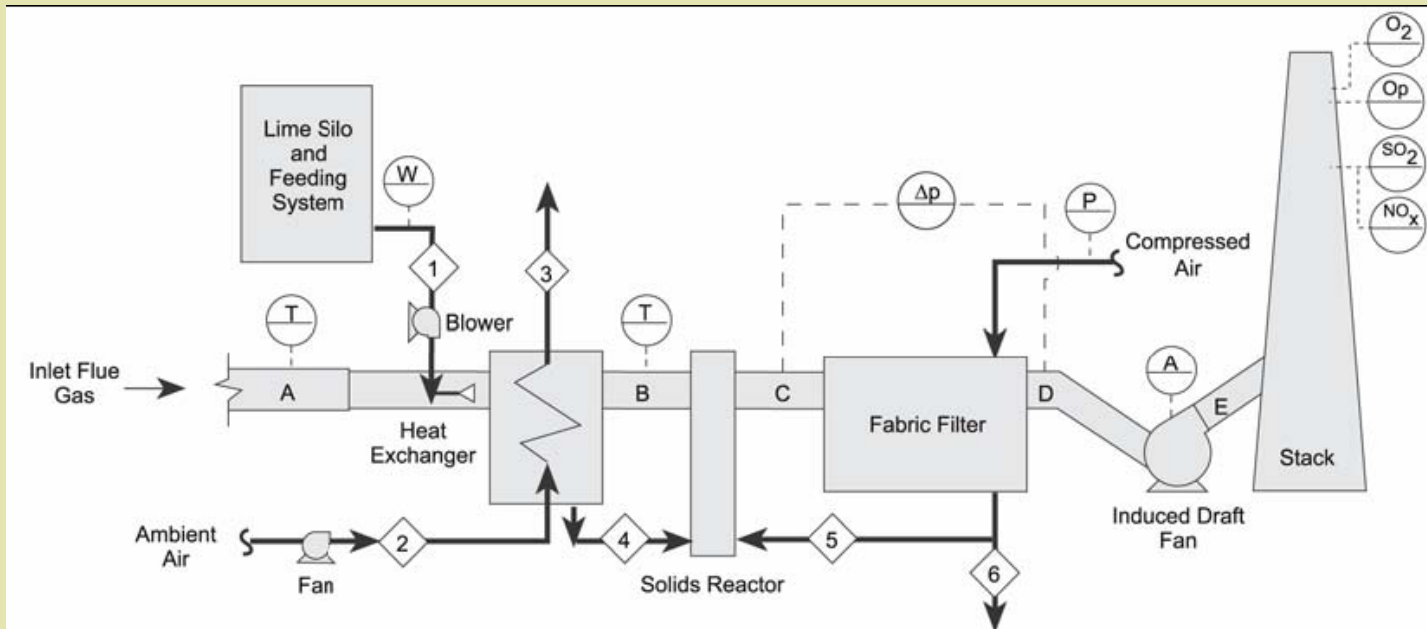 O2
Op
SO2
NOx
Lime Silo
and
Feeding
System
W
Δp
P
Compressed
Air
1
3
T
Blower
T
A
Inlet Flue
Gas
A
B
C
D
E
Heat
Exchanger
Fabric Filter
Stack
Induced Draft
Fan
Ambient
Air
2
4
5
Fan
Solids Reactor
6